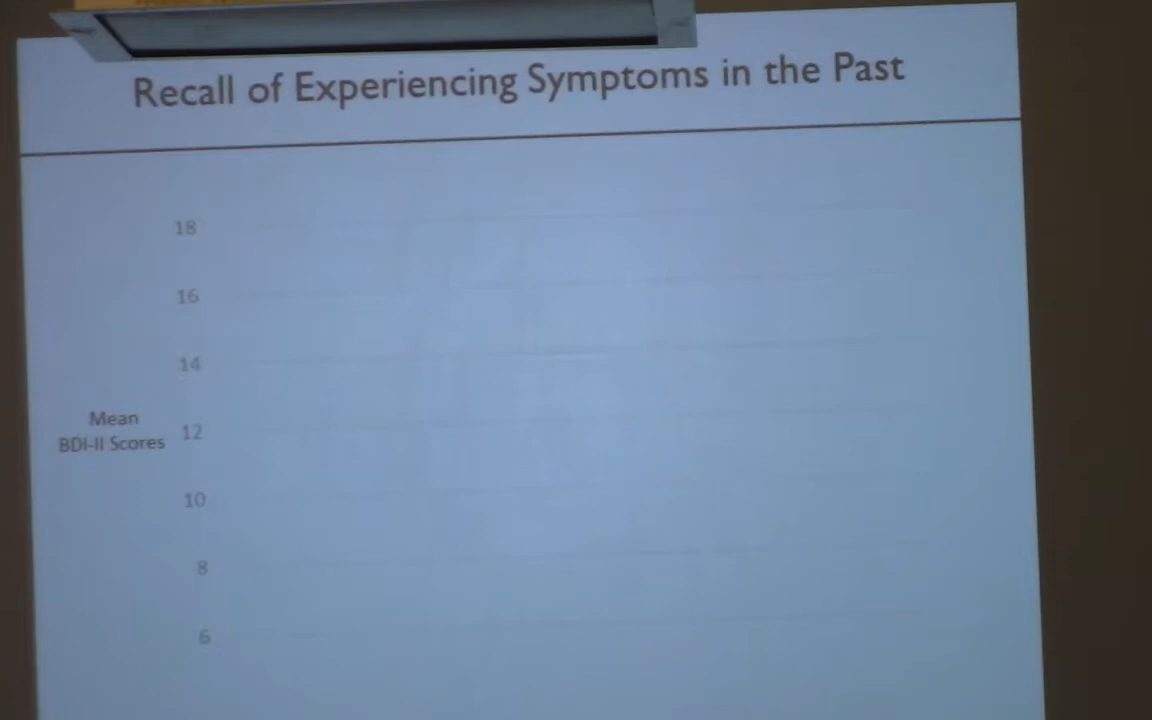 Recall of Experiencing Symptoms in the Past
18
16
14
Mean
BDI-II Scores
12
10
8
6